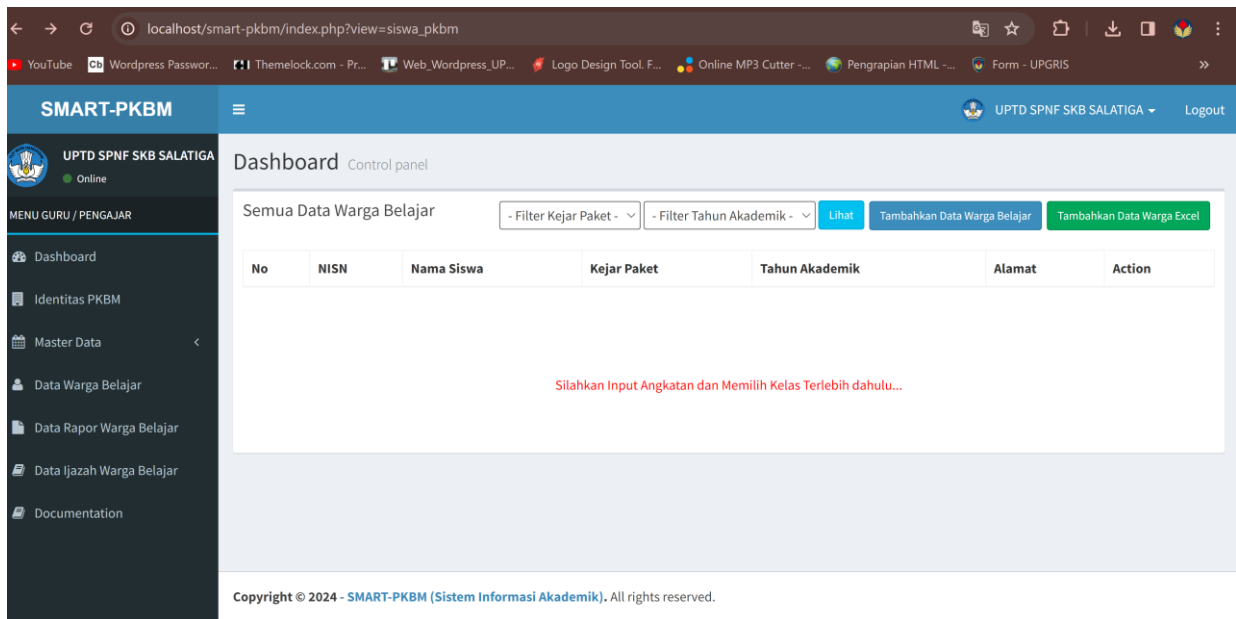 localhost/smart-pkbm/index.php?view=siswa_pkbm
YouTube Cb Wordpress Passwor... Themelock.com - Pr... Web_Wordpress_UP... Logo Design Tool. F... Online MP3 Cutter -... Pengrapian HTML -... Form - UPGRIS »
SMART-PKBM UPTD SPNF SKB SALATIGA Logout
UPTD SPNF SKB SALATIGA
Online
MENU GURU / PENGAJAR
Dashboard
Identitas PKBM
Master Data
Data Warga Belajar
Data Rapor Warga Belajar
Data Ijazah Warga Belajar
Documentation
Dashboard Control panel
Semua Data Warga Belajar - Filter Kejar Paket - - Filter Tahun Akademik - Lihat Tambahkan Data Warga Belajar Tambahkan Data Warga Excel
No NISN Nama Siswa Kejar Paket Tahun Akademik Alamat Action
Silahkan Input Angkatan dan Memilih Kelas Terlebih dahulu...
Copyright © 2024 - SMART-PKBM (Sistem Informasi Akademik). All rights reserved.